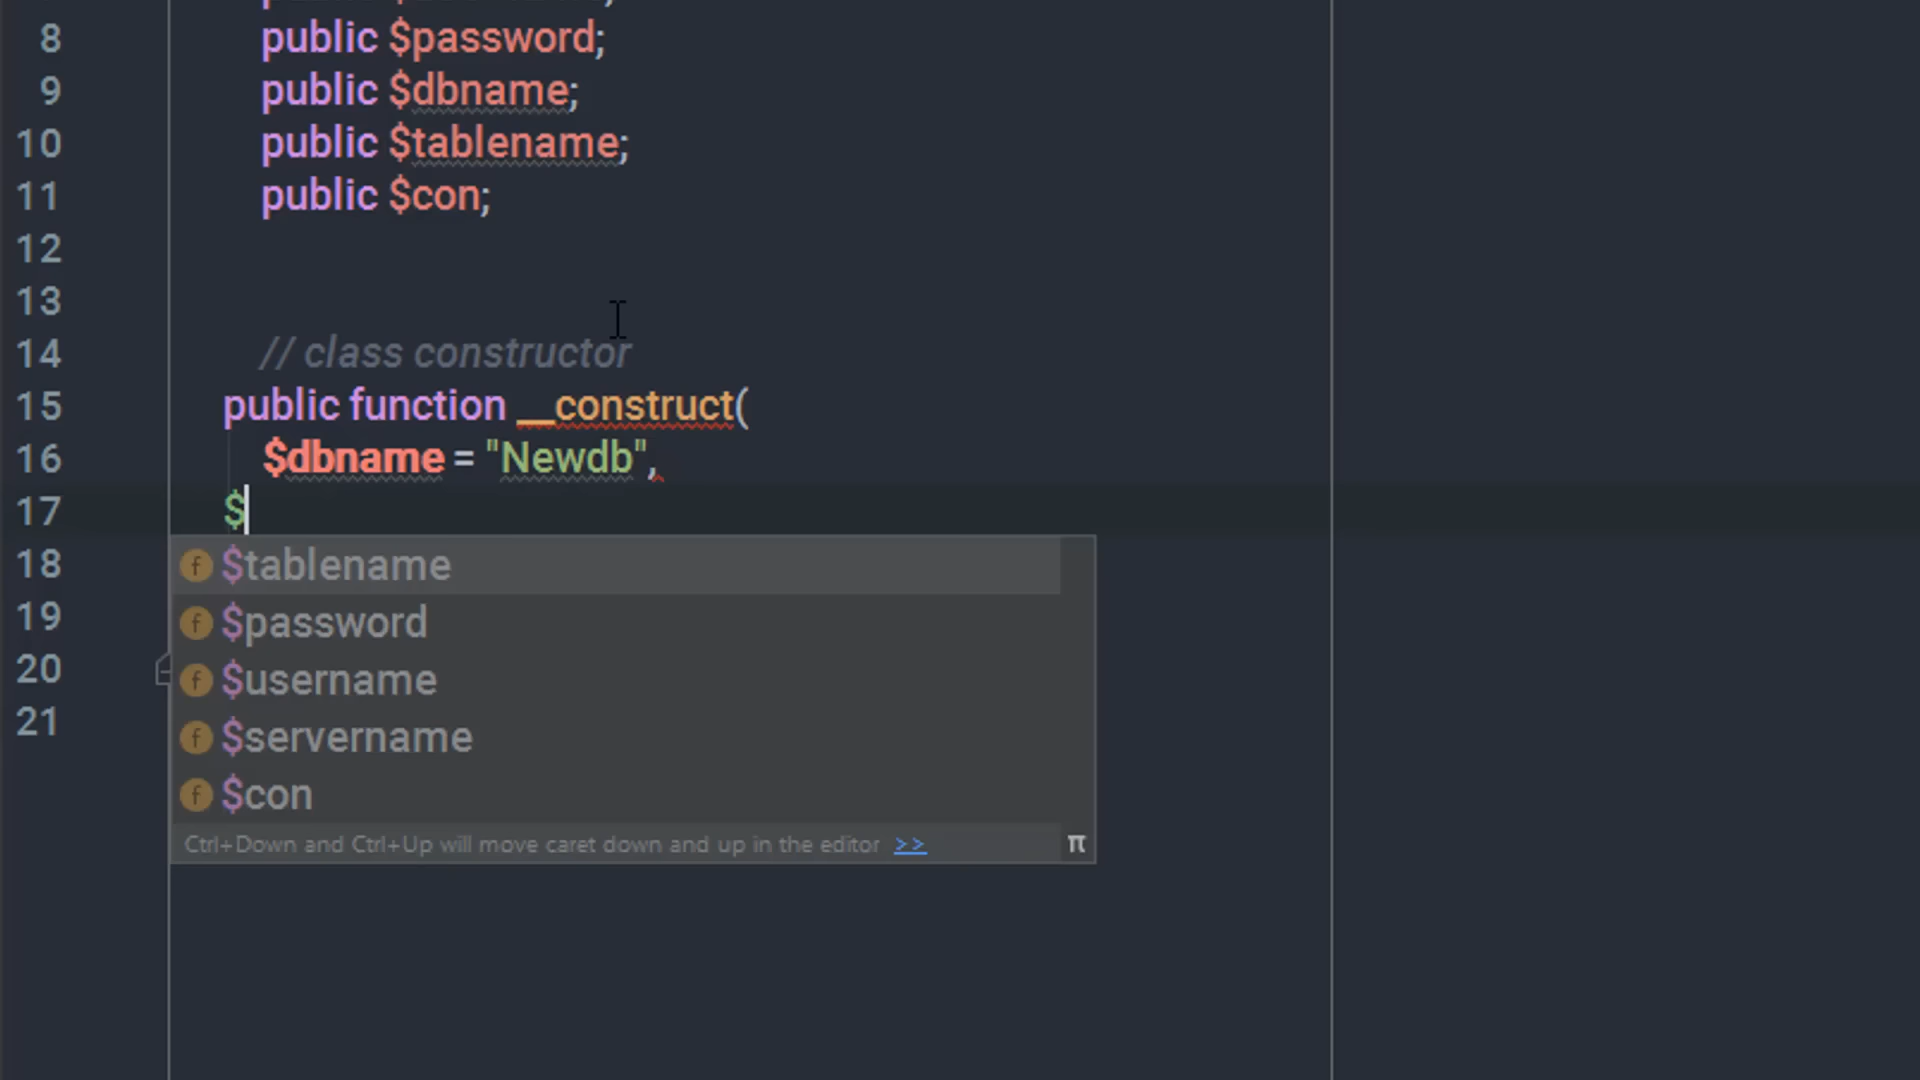 8 public $password;
9 public $dbname;
10 public $tablename;
11 public $con;
12
13
14 // class constructor
15 public function __construct(
16 $dbname = "Newdb",
17 $
18 f $tablename
f $password
19
f $username
20
f $servername
21
f $con
Ctrl+Down and Ctrl+Up will move caret down and up in the editor >> π